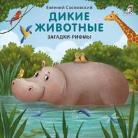 Евгений Сосновский
ДИКИЕ
ЖИВОТНЫЕ
ЗАГАДКИ-РИФМЫ